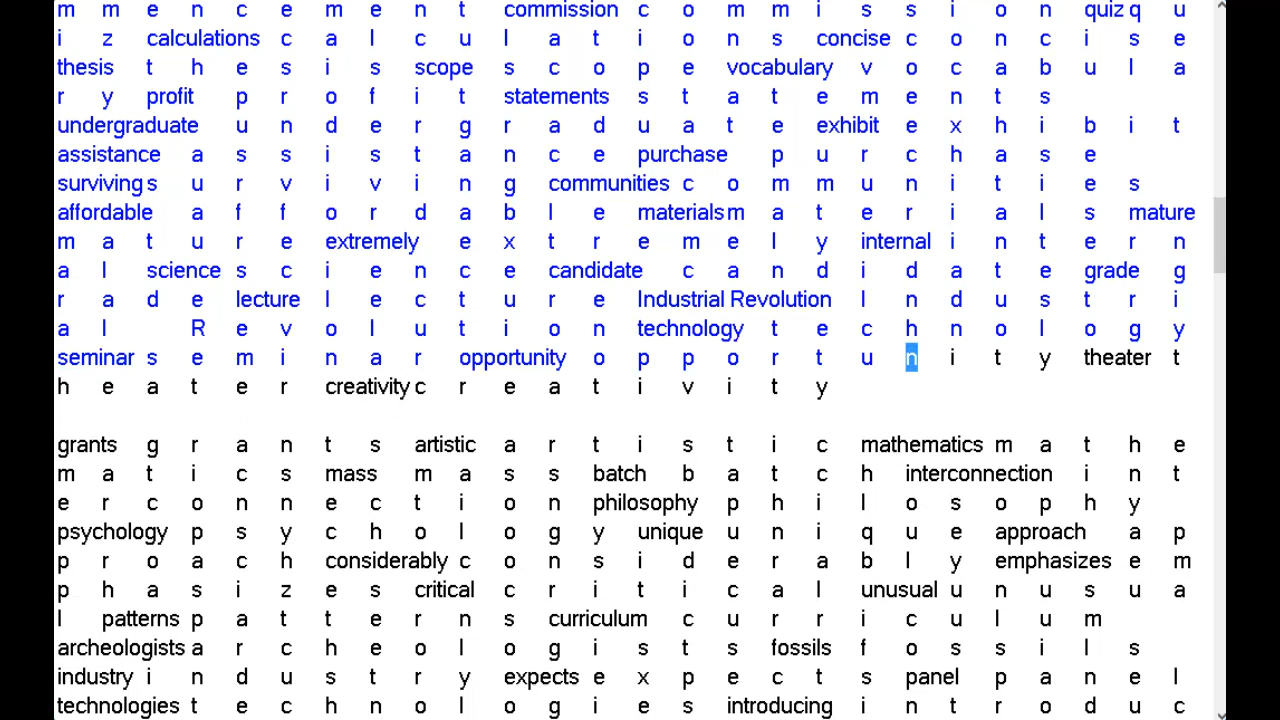 m m e n c e m e n t commission c o m m i s s i o n quiz q u
i z calculations c a l c u l a t i o n s concise c o n c i s e
thesis t h e s i s scope s c o p e vocabulary v o c a b u l a
r y profit p r o f i t statements s t a t e m e n t s
undergraduate u n d e r g r a d u a t e exhibit e x h i b i t
assistance a s s i s t a n c e purchase p u r c h a s e
surviving s u r v i v i n g communities c o m m u n i t i e s
affordable a f f o r d a b l e materials m a t e r i a l s mature
m a t u r e extremely e x t r e m e l y internal i n t e r n
a l science s c i e n c e candidate c a n d i d a t e grade g
r a d e lecture l e c t u r e Industrial Revolution I n d u s t r i
a l R e v o l u t i o n technology t e c h n o l o g y
seminar s e m i n a r opportunity o p p o r t u n i t y theater t
h e a t e r creativity c r e a t i v i t y
grants g r a n t s artistic a r t i s t i c mathematics m a t h e
m a t i c s mass m a s s batch b a t c h interconnection i n t
e r c o n n e c t i o n philosophy p h i l o s o p h y
psychology p s y c h o l o g y unique u n i q u e approach a p
p r o a c h considerably c o n s i d e r a b l y emphasizes e m
p h a s i z e s critical c r i t i c a l unusual u n u s u a
l patterns p a t t e r n s curriculum c u r r i c u l u m
archeologists a r c h e o l o g i s t s fossils f o s s i l s
industry i n d u s t r y expects e x p e c t s panel p a n e l
technologies t e c h n o l o g i e s introducing i n t r o d u c